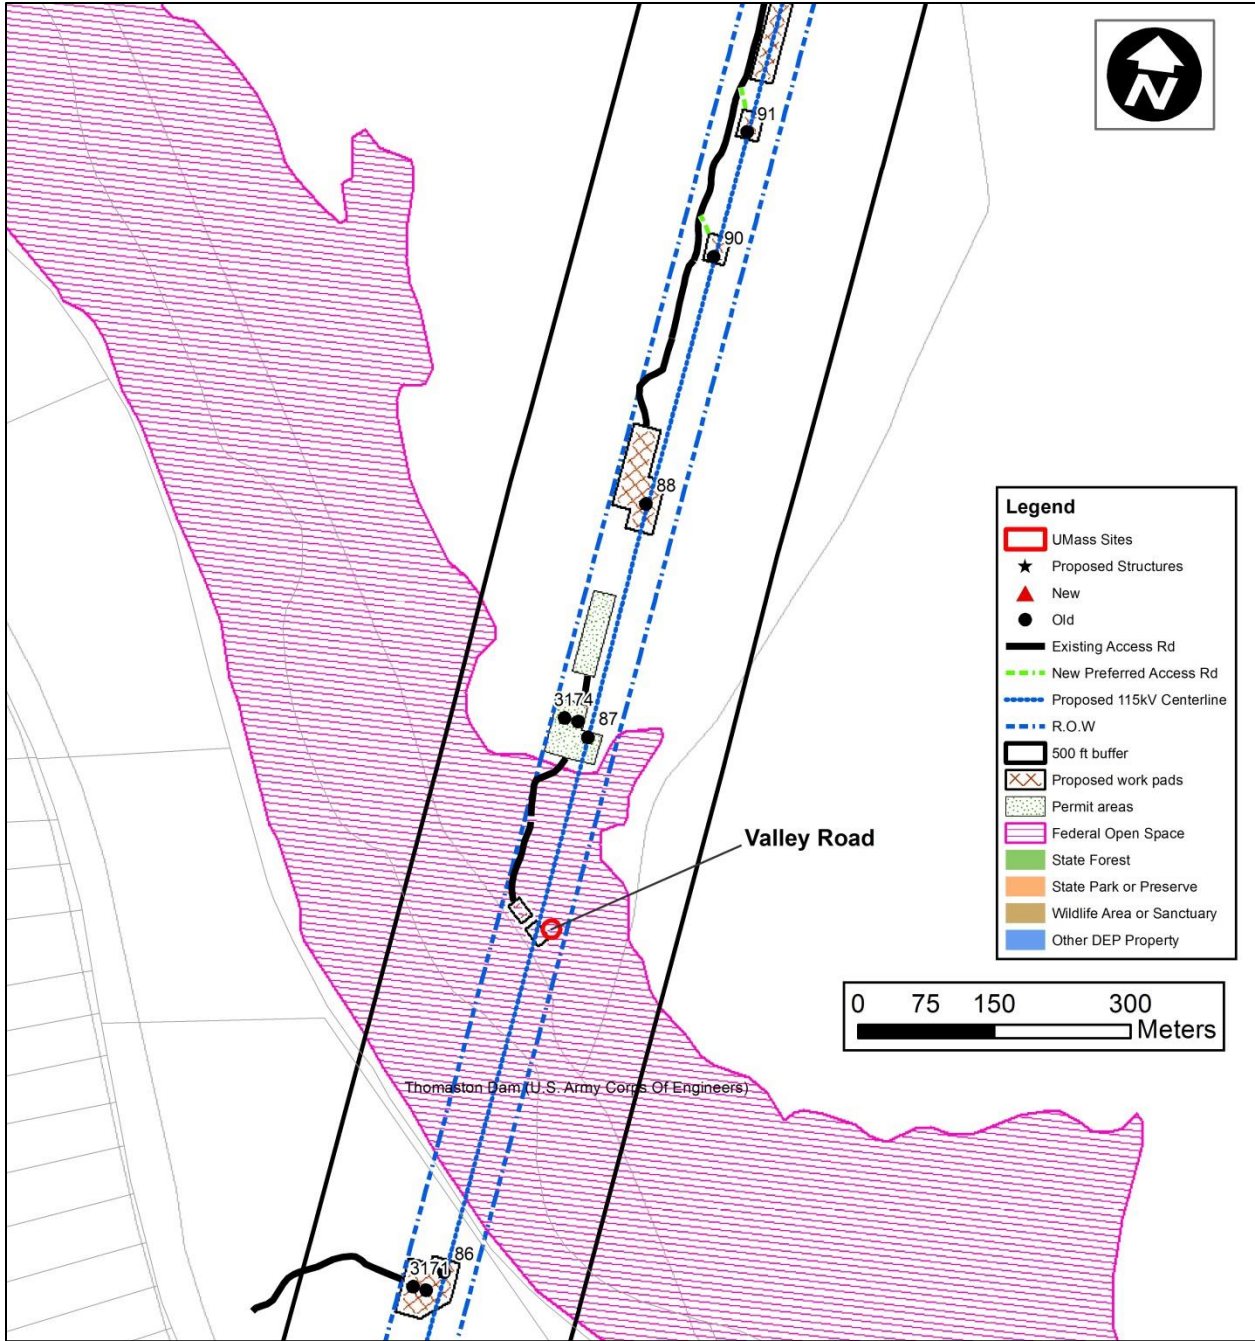 N
91
90
88
3174
87
Valley Road
Thomaston Dam (U.S. Army Corps Of Engineers)
86
3171
Legend
UMass Sites
Proposed Structures
New
Old
Existing Access Rd
New Preferred Access Rd
Proposed 115kV Centerline
R.O.W
500 ft buffer
Proposed work pads
Permit areas
Federal Open Space
State Forest
State Park or Preserve
Wildlife Area or Sanctuary
Other DEP Property
0 75 150 300
Meters